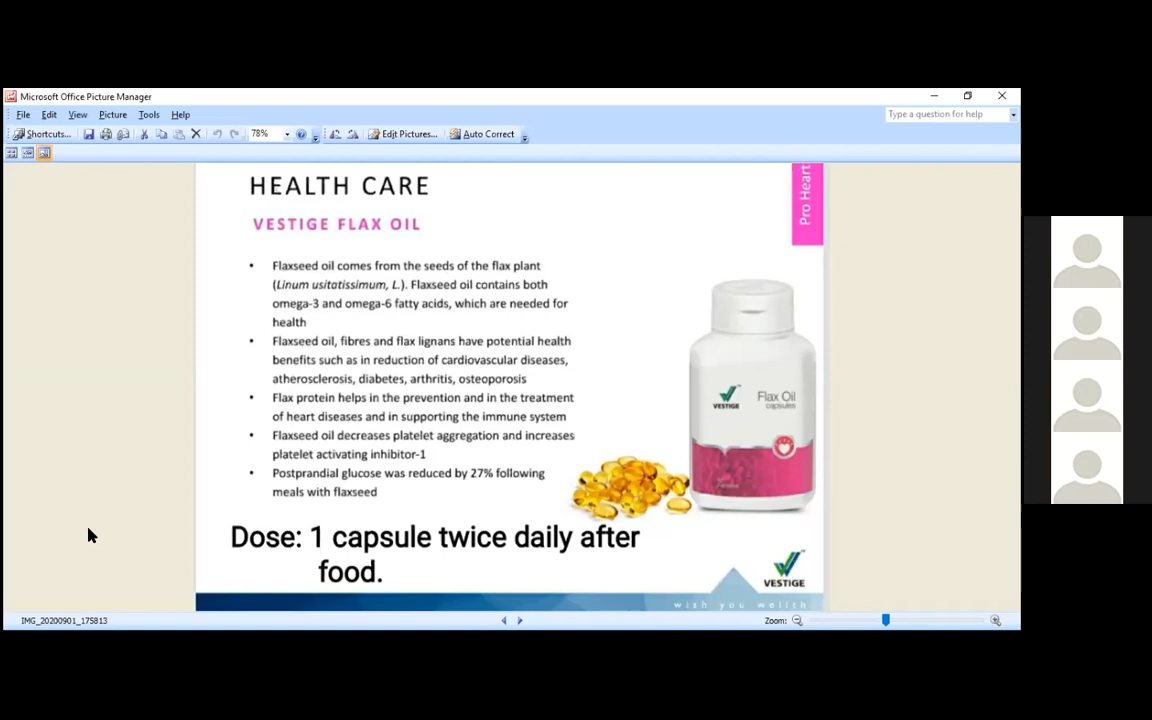 Microsoft Office Picture Manager
File Edit View Picture Tools Help
Type a question for help
Shortcuts... 78% Edit Pictures... Auto Correct
HEALTH CARE
Pro Heart
VESTIGE FLAX OIL
• Flaxseed oil comes from the seeds of the flax plant
(Linum usitatissimum, L.). Flaxseed oil contains both
omega-3 and omega-6 fatty acids, which are needed for
health
• Flaxseed oil, fibres and flax lignans have potential health
benefits such as in reduction of cardiovascular diseases,
atherosclerosis, diabetes, arthritis, osteoporosis
• Flax protein helps in the prevention and in the treatment
of heart diseases and in supporting the immune system
• Flaxseed oil decreases platelet aggregation and increases
platelet activating inhibitor-1
• Postprandial glucose was reduced by 27% following
meals with flaxseed
VESTIGE
Flax Oil
capsules
Dose: 1 capsule twice daily after
food.
VESTIGE
wish you wellth
IMG_20200901_175813
Zoom: